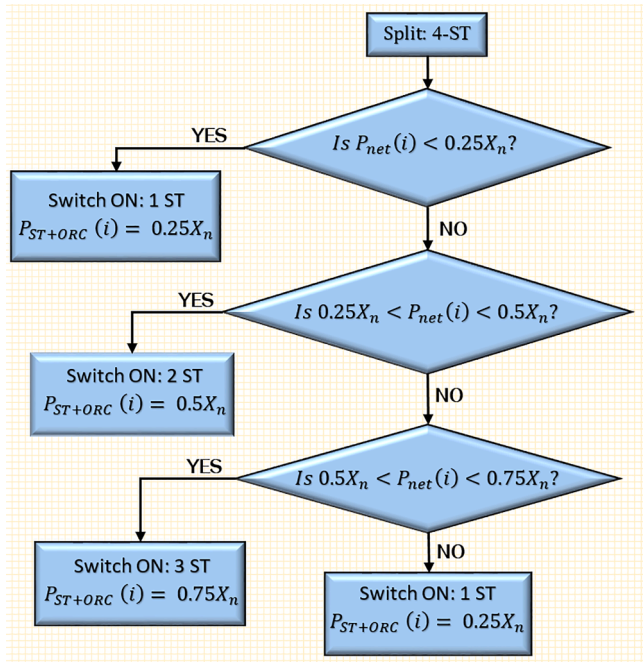 Split: 4-ST
Is P_net(i) < 0.25X_n?
YES
Switch ON: 1 ST
P_ST+ORC (i) = 0.25X_n
NO
Is 0.25X_n < P_net(i) < 0.5X_n?
YES
Switch ON: 2 ST
P_ST+ORC (i) = 0.5X_n
NO
Is 0.5X_n < P_net(i) < 0.75X_n?
YES
Switch ON: 3 ST
P_ST+ORC (i) = 0.75X_n
NO
Switch ON: 1 ST
P_ST+ORC (i) = 0.25X_n